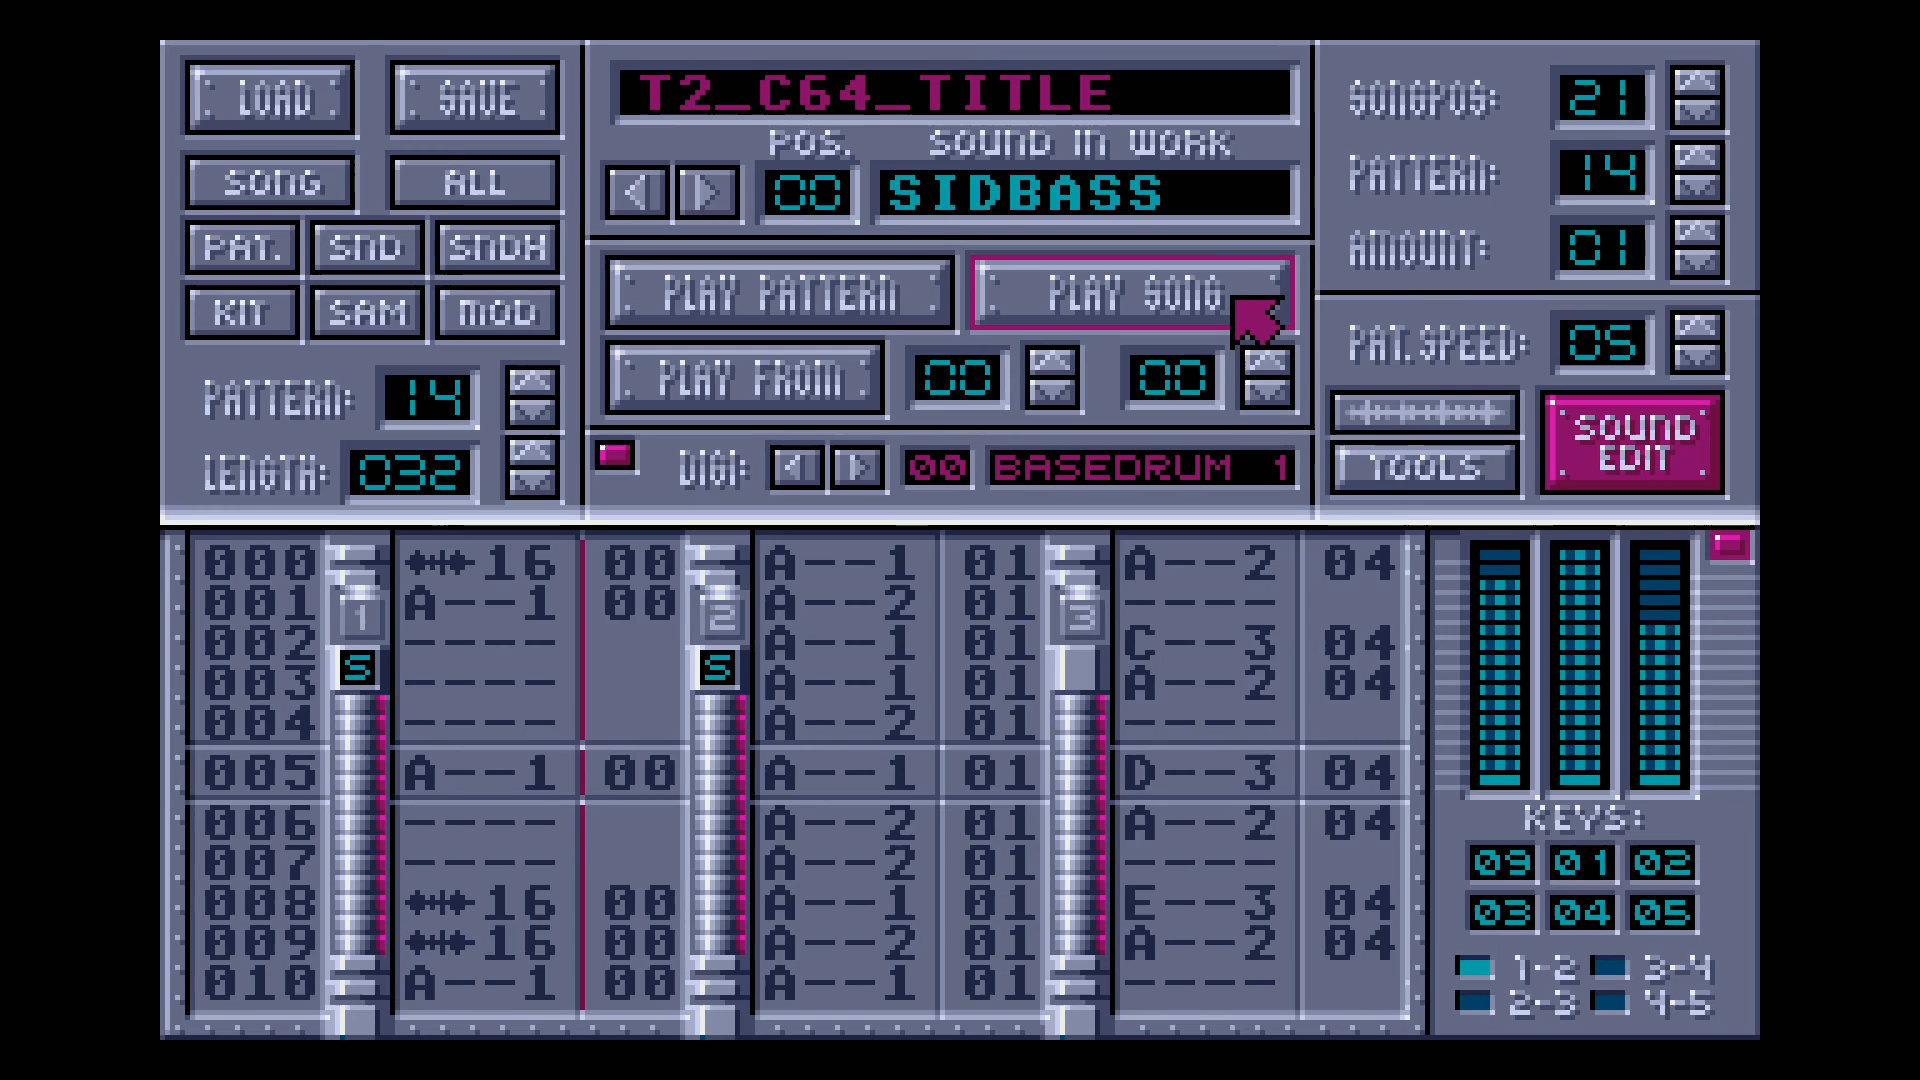 LOAD SAVE
SONG ALL
PAT. SND SNDH
KIT SAM MOD
PATTERN: 14
LENGTH: 032
T2_C64_TITLE
POS. SOUND IN WORK
00 SIDBASS
PLAY PATTERN PLAY SONG
PLAY FROM 00 00
DIGI: 00 BASEDRUM 1
SONGPOS: 21
PATTERN: 14
AMOUNT: 01
PAT.SPEED: 05
SOUND
EDIT
TOOLS
1 2 3
S S
000 16 00 A--1 01 A--2 04
001 A--1 00 A--2 01 ----
002 ---- A--1 01 C--3 04
003 ---- A--1 01 A--2 04
004 ---- A--2 01 ----
005 A--1 00 A--1 01 D--3 04
006 ---- A--2 01 A--2 04
007 ---- A--2 01 ----
008 16 00 A--1 01 E--3 04
009 16 00 A--2 01 A--2 04
010 A--1 00 A--1 01 ----
KEYS:
09 01 02
03 04 05
1-2 3-4
2-3 4-5